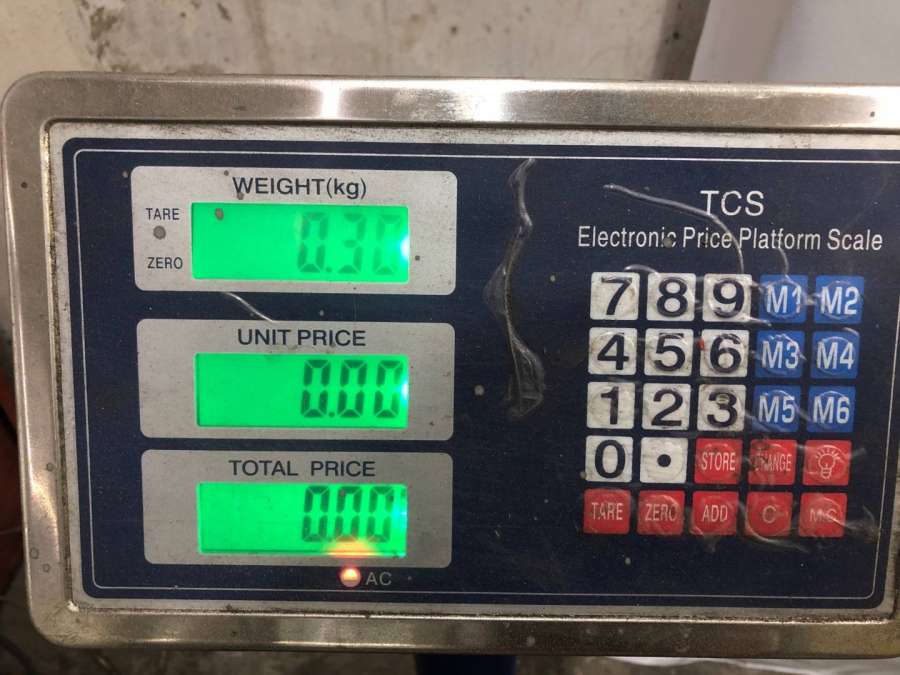 WEIGHT(kg)
TARE
0.30
ZERO
UNIT PRICE
0.00
TOTAL PRICE
0.00
AC
TCS
Electronic Price Platform Scale
7 8 9 M1 M2
4 5 6 M3 M4
1 2 3 M5 M6
0 • STORE CHANGE
TARE ZERO ADD C MC